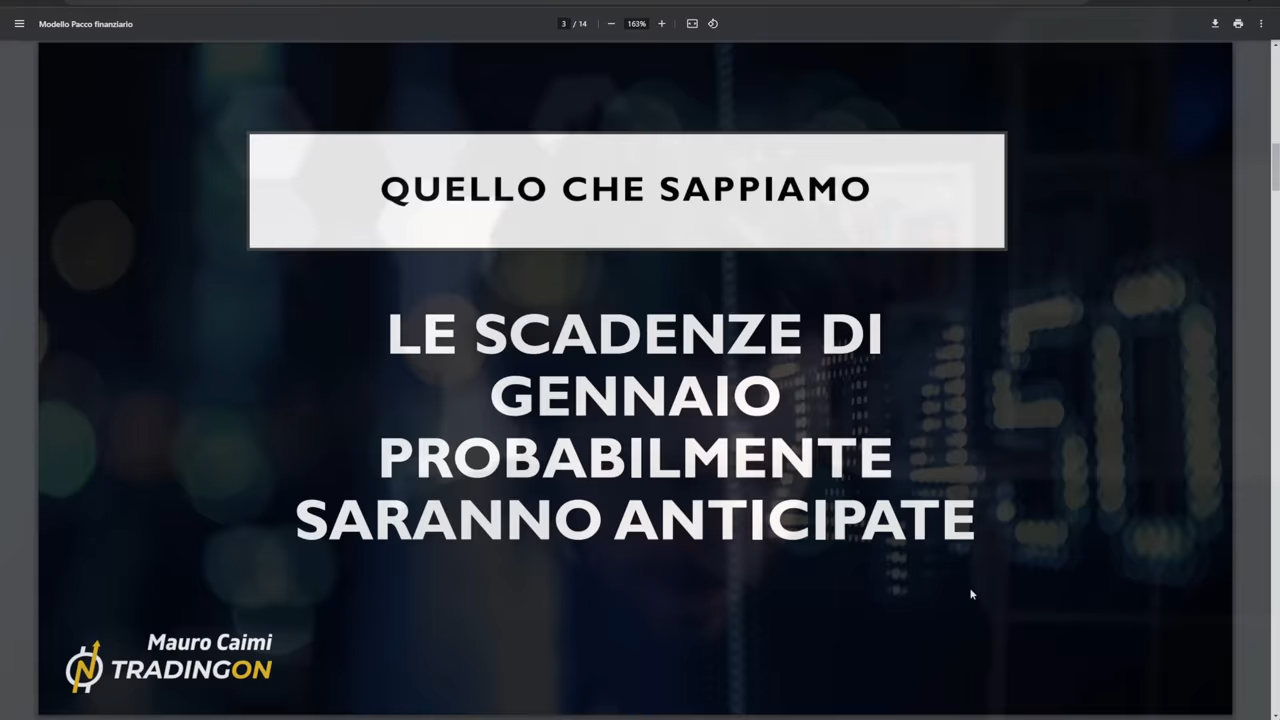 Modello Pacco finanziario
3 / 14
163%
QUELLO CHE SAPPIAMO
LE SCADENZE DI
GENNAIO
PROBABILMENTE
SARANNO ANTICIPATE
450
Mauro Caimi
TRADINGON